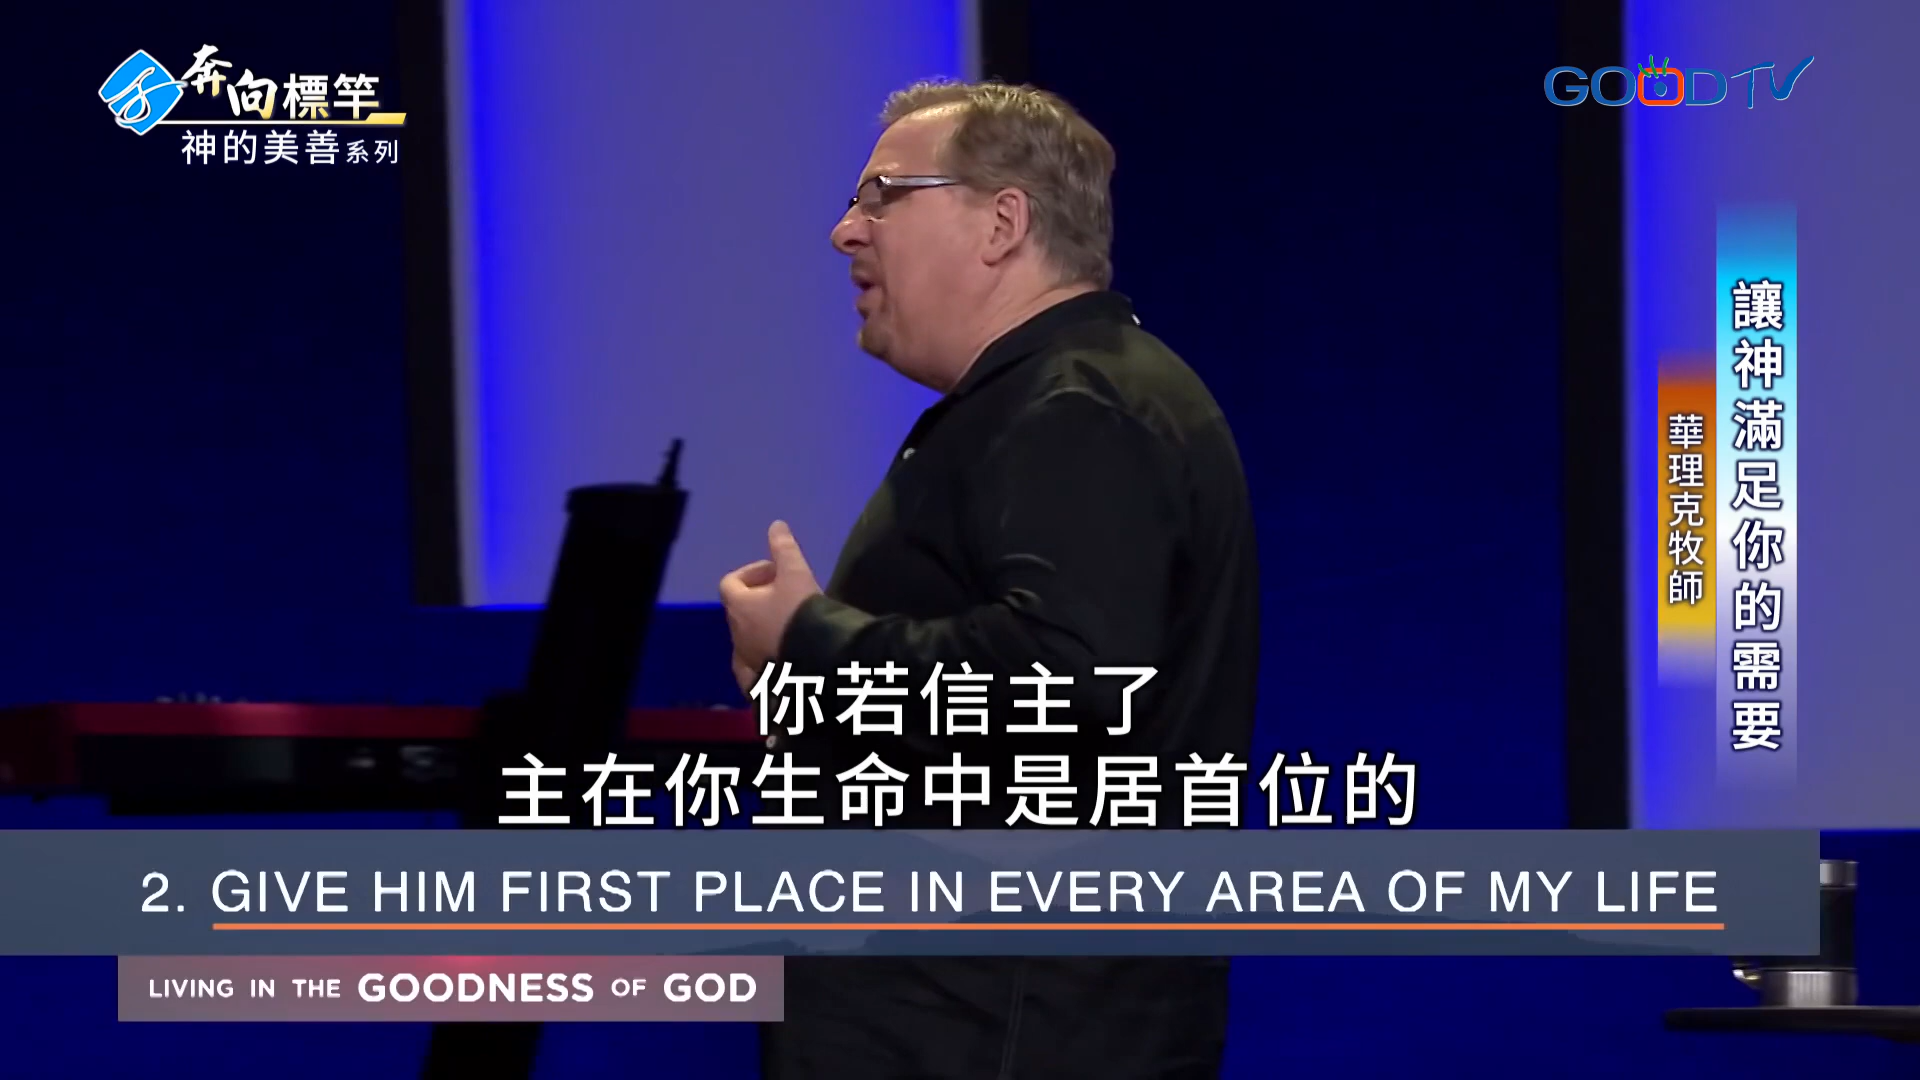 奔向標竿
神的美善系列
GOOD TV
讓神滿足你的需要
華理克牧師
你若信主了
主在你生命中是居首位的
2. GIVE HIM FIRST PLACE IN EVERY AREA OF MY LIFE
LIVING IN THE GOODNESS OF GOD